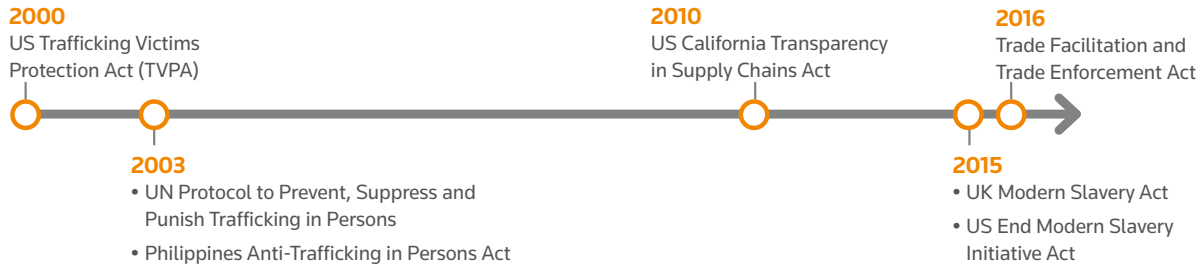 2000
US Trafficking Victims
Protection Act (TVPA)
2003
• UN Protocol to Prevent, Suppress and
Punish Trafficking in Persons
• Philippines Anti-Trafficking in Persons Act
2010
US California Transparency
in Supply Chains Act
2015
• UK Modern Slavery Act
• US End Modern Slavery
Initiative Act
2016
Trade Facilitation and
Trade Enforcement Act